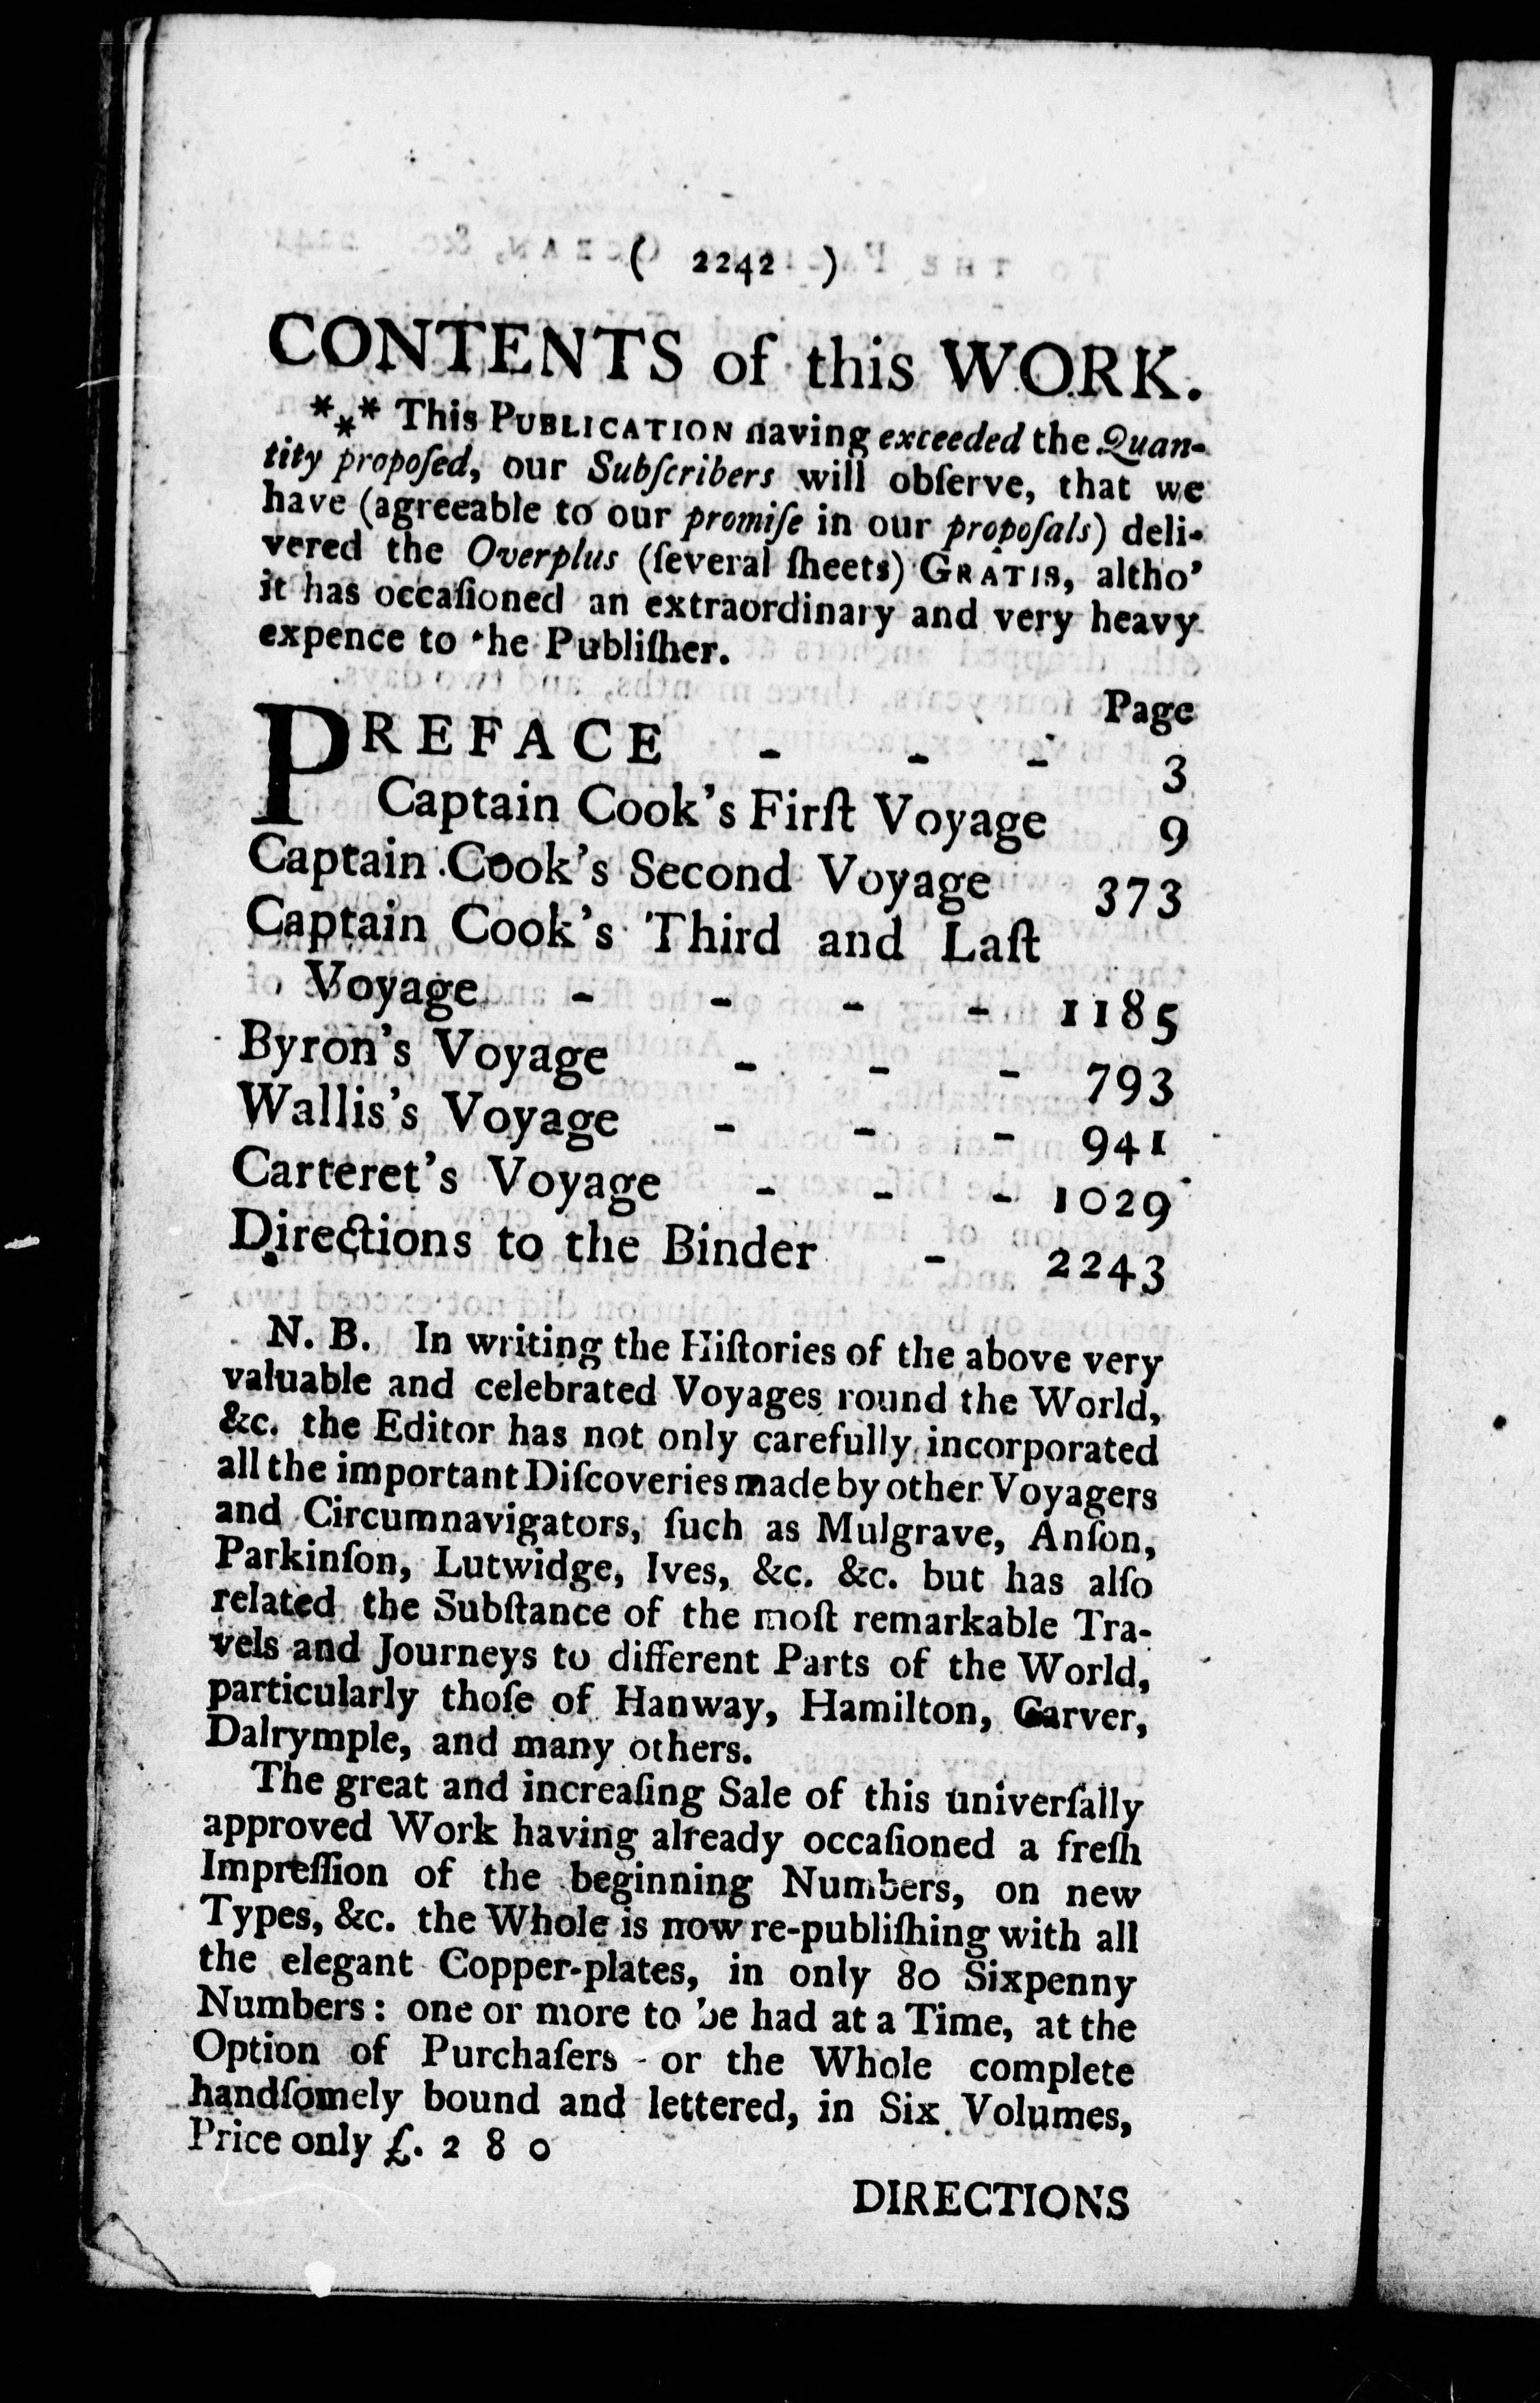 ( 2242 )
CONTENTS of this WORK.
*⁎* This PUBLICATION having exceeded the Quan-
tity propoſed, our Subſcribers will obſerve, that we
have (agreeable to our promiſe in our propoſals) deli-
vered the Overplus (ſeveral ſheets) GRATIS, altho'
it has occaſioned an extraordinary and very heavy
expence to the Publiſher.
Page
PREFACE - - - 3
Captain Cook's Firſt Voyage 9
Captain Cook's Second Voyage 373
Captain Cook's Third and Laſt
Voyage - - - - 1185
Byron's Voyage - - - 793
Wallis's Voyage - - - 941
Carteret's Voyage - - - 1029
Directions to the Binder - 2243
N. B. In writing the Hiſtories of the above very
valuable and celebrated Voyages round the World,
&c. the Editor has not only carefully incorporated
all the important Diſcoveries made by other Voyagers
and Circumnavigators, ſuch as Mulgrave, Anſon,
Parkinſon, Lutwidge, Ives, &c. &c. but has alſo
related the Subſtance of the moſt remarkable Tra-
vels and Journeys to different Parts of the World,
particularly thoſe of Hanway, Hamilton, Carver,
Dalrymple, and many others.
The great and increaſing Sale of this univerſally
approved Work having already occaſioned a freſh
Impreſſion of the beginning Numbers, on new
Types, &c. the Whole is now re-publiſhing with all
the elegant Copper-plates, in only 80 Sixpenny
Numbers: one or more to be had at a Time, at the
Option of Purchaſers - or the Whole complete
handſomely bound and lettered, in Six Volumes,
Price only £. 2 8 0
DIRECTIONS